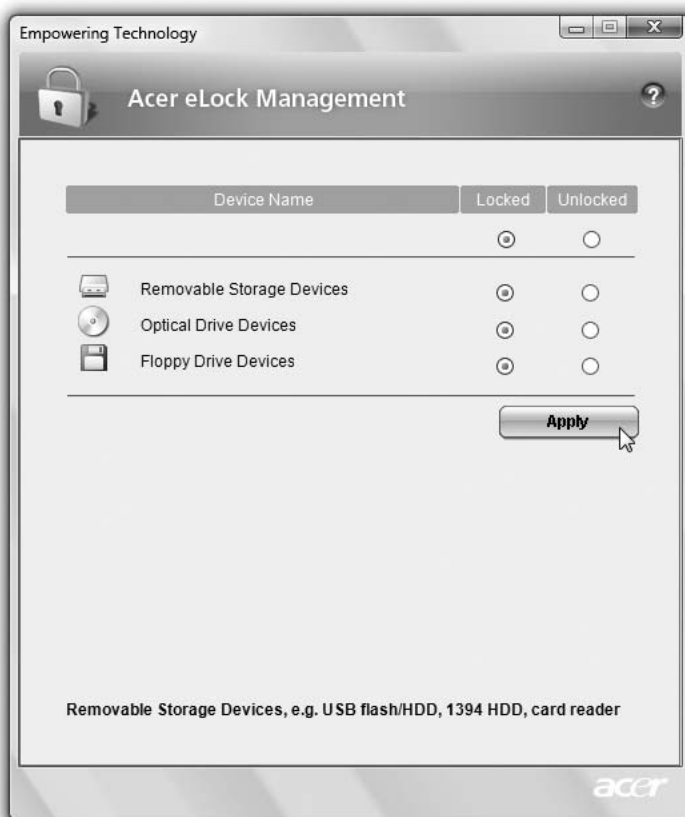 Empowering Technology
Acer eLock Management
?
Device Name Locked Unlocked
Removable Storage Devices
Optical Drive Devices
Floppy Drive Devices
Apply
Removable Storage Devices, e.g. USB flash/HDD, 1394 HDD, card reader
acer